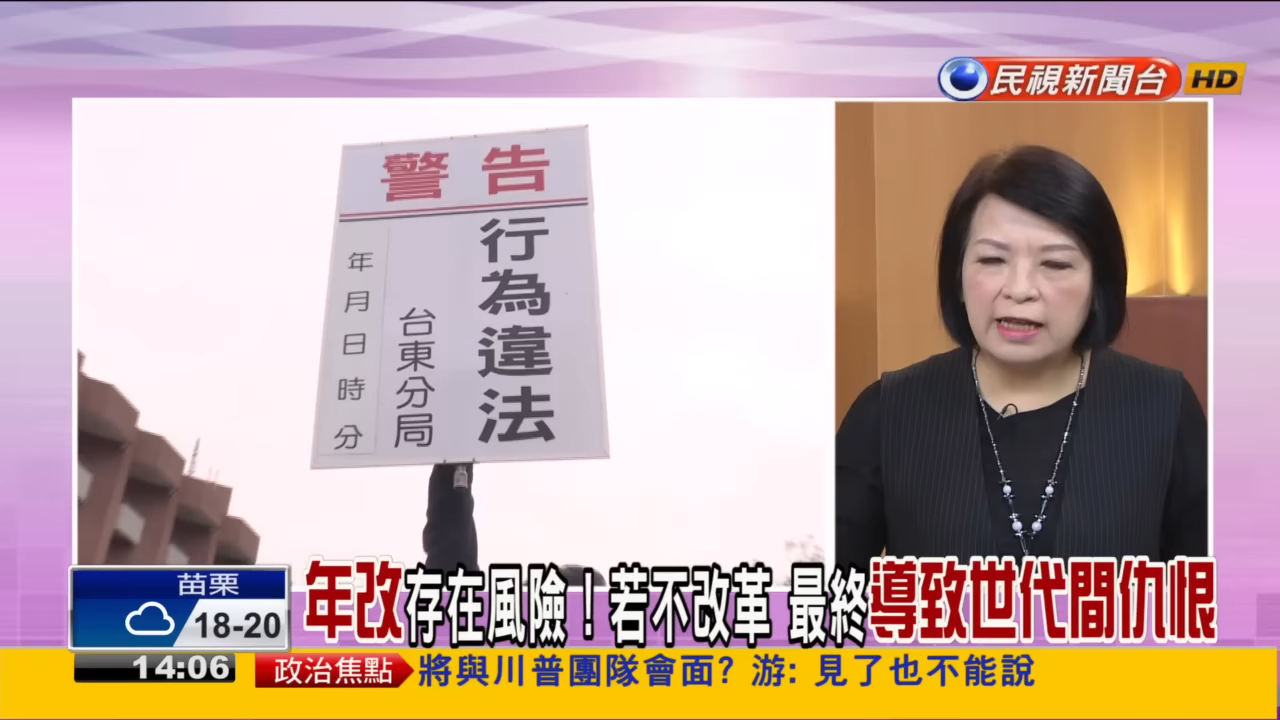 民視新聞台 HD
警告
行為違法
台東分局
年月日時分
年改存在風險!若不改革 最終導致世代間仇恨
苗栗
18-20
14:06
政治焦點 將與川普團隊會面? 游: 見了也不能說